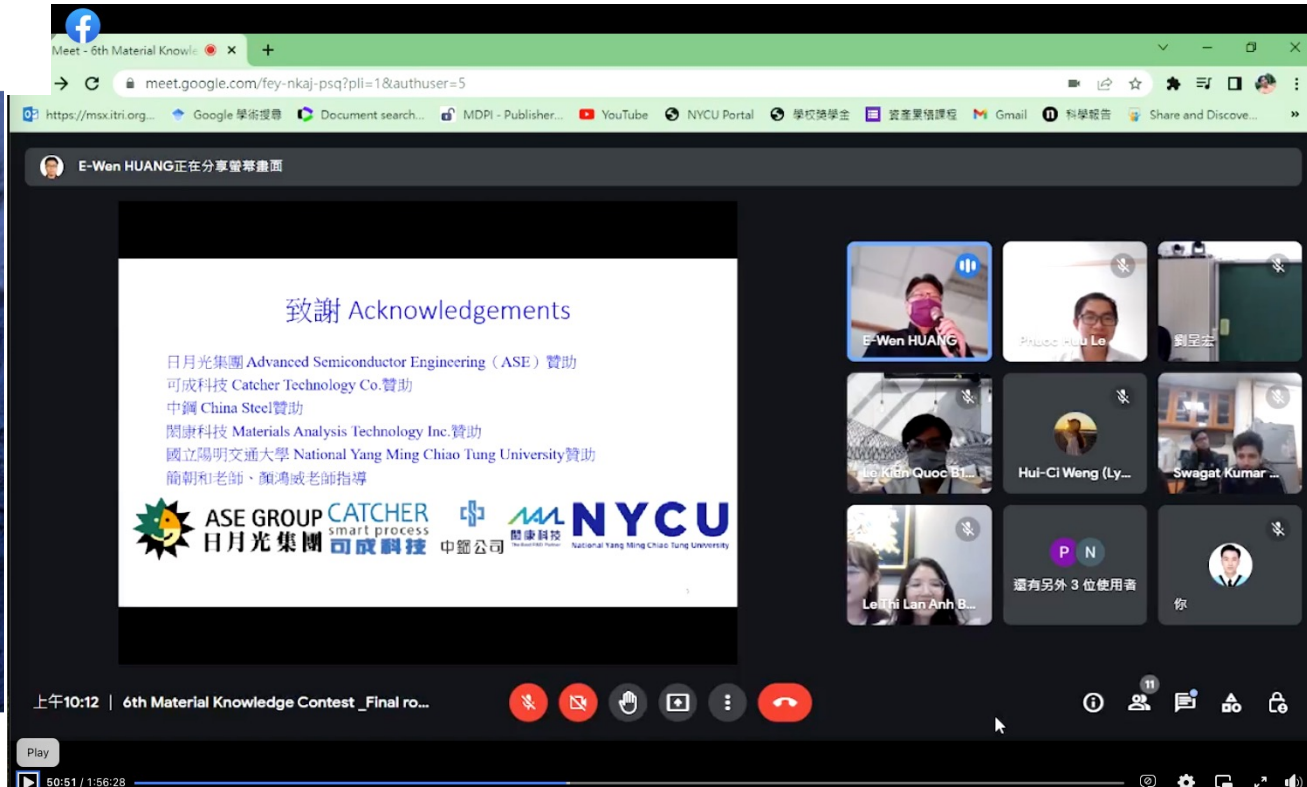 Meet - 6th Material Knowle
meet.google.com/fey-nkaj-psq?pli=1&authuser=5
https://msx.itri.org...
Google 學術搜尋
Document search...
MDPI - Publisher...
YouTube
NYCU Portal
學校獎學金
Gmail
科學報告
Share and Discove...
»
E-Wen HUANG正在分享螢幕畫面
致謝 Acknowledgements
日月光集團 Advanced Semiconductor Engineering（ASE）贊助
可成科技 Catcher Technology Co.贊助
中鋼 China Steel贊助
閎康科技 Materials Analysis Technology Inc.贊助
國立陽明交通大學 National Yang Ming Chiao Tung University贊助
簡朝和老師、顏鴻威老師指導
ASE GROUP
日月光集團
CATCHER
smart process
可成科技
中鋼公司
閎康科技
NYCU
National Yang Ming Chiao Tung University
E-Wen HUANG
Phuoc Huu Le
劉呈宏
Le Kien Quoc B1...
Hui-Ci Weng (Ly...
Swagat Kumar ...
Le Thi Lan Anh B...
P N
還有另外 3 位使用者
你
上午10:12 | 6th Material Knowledge Contest _Final ro...
11
Play
50:51 / 1:56:28